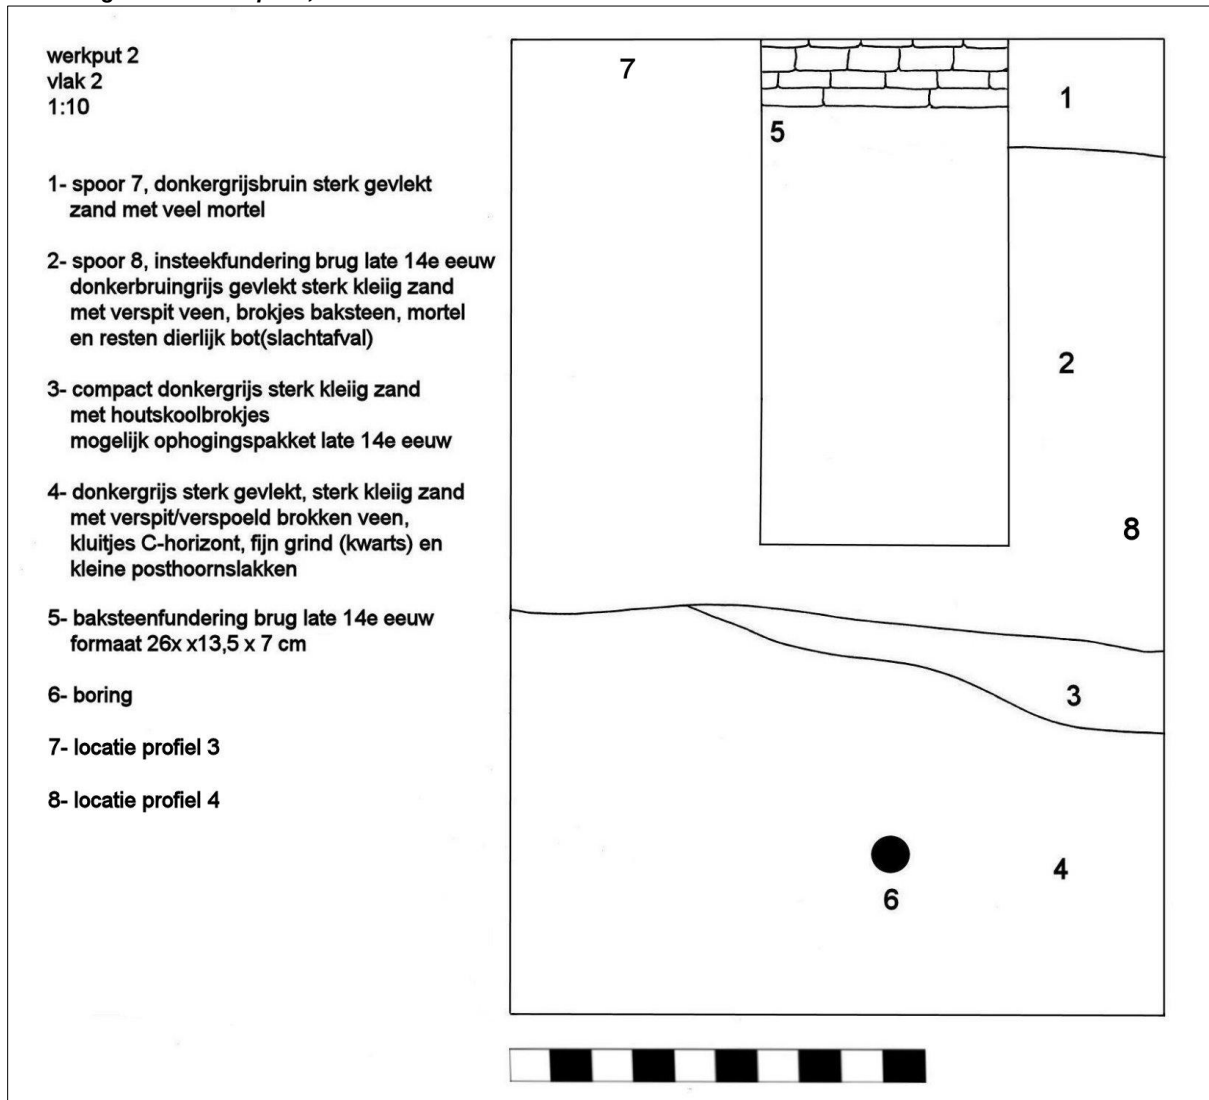 werkput 2
vlak 2
1:10
1- spoor 7, donkergrijsbruin sterk gevlekt
zand met veel mortel
2- spoor 8, insteekfundering brug late 14e eeuw
donkerbruingrijs gevlekt sterk kleiig zand
met verspit veen, brokjes baksteen, mortel
en resten dierlijk bot(slachtafval)
3- compact donkergrijs sterk kleiig zand
met houtskoolbrokjes
mogelijk ophogingspakket late 14e eeuw
4- donkergrijs sterk gevlekt, sterk kleiig zand
met verspit/verspoeld brokken veen,
kluitjes C-horizont, fijn grind (kwarts) en
kleine posthoornslakken
5- baksteenfundering brug late 14e eeuw
formaat 26x x13,5 x 7 cm
6- boring
7- locatie profiel 3
8- locatie profiel 4
7
1
5
2
8
3
4
6